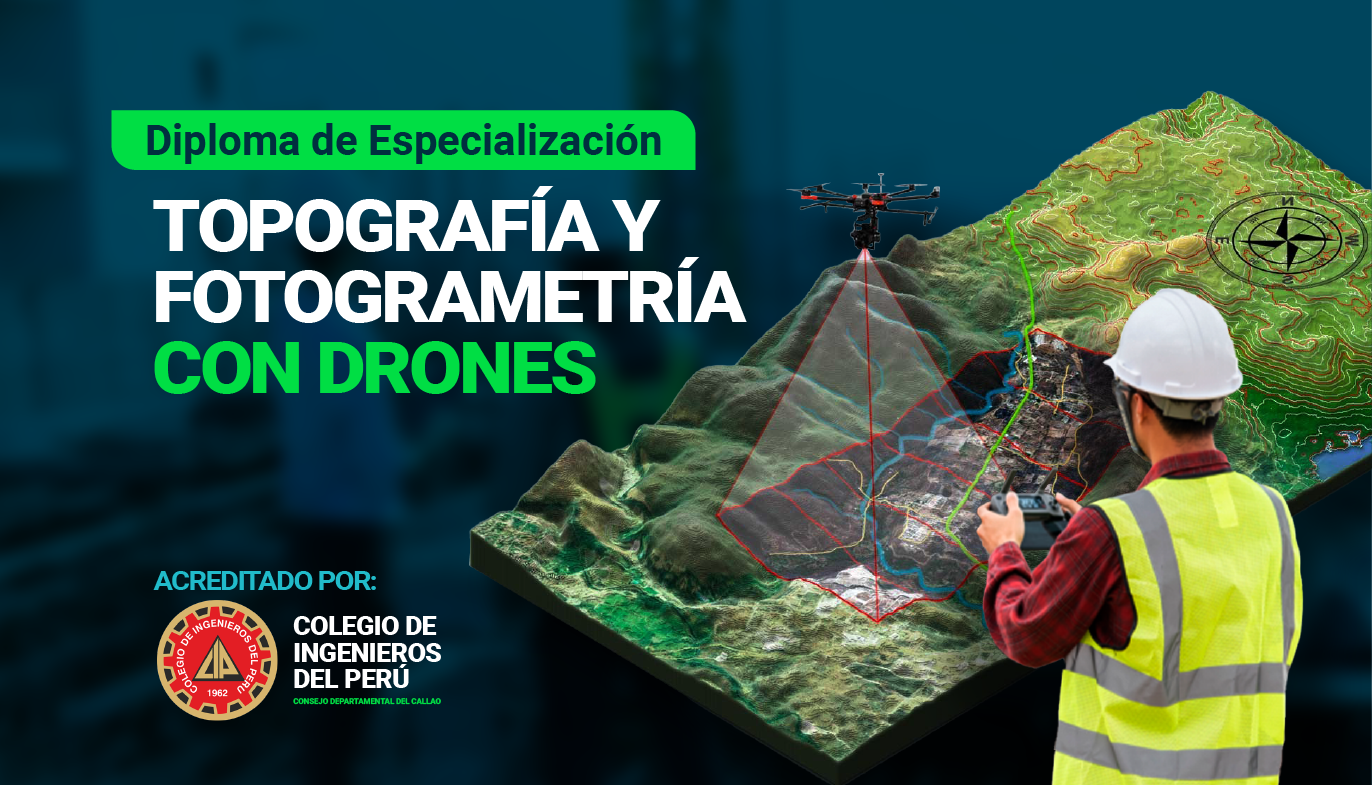 Diploma de Especialización
TOPOGRAFÍA Y
FOTOGRAMETRÍA
CON DRONES
ACREDITADO POR:
COLEGIO DE INGENIEROS DEL PERU
1962
COLEGIO DE
INGENIEROS
DEL PERÚ
CONSEJO DEPARTAMENTAL DEL CALLAO
N
E
W
S